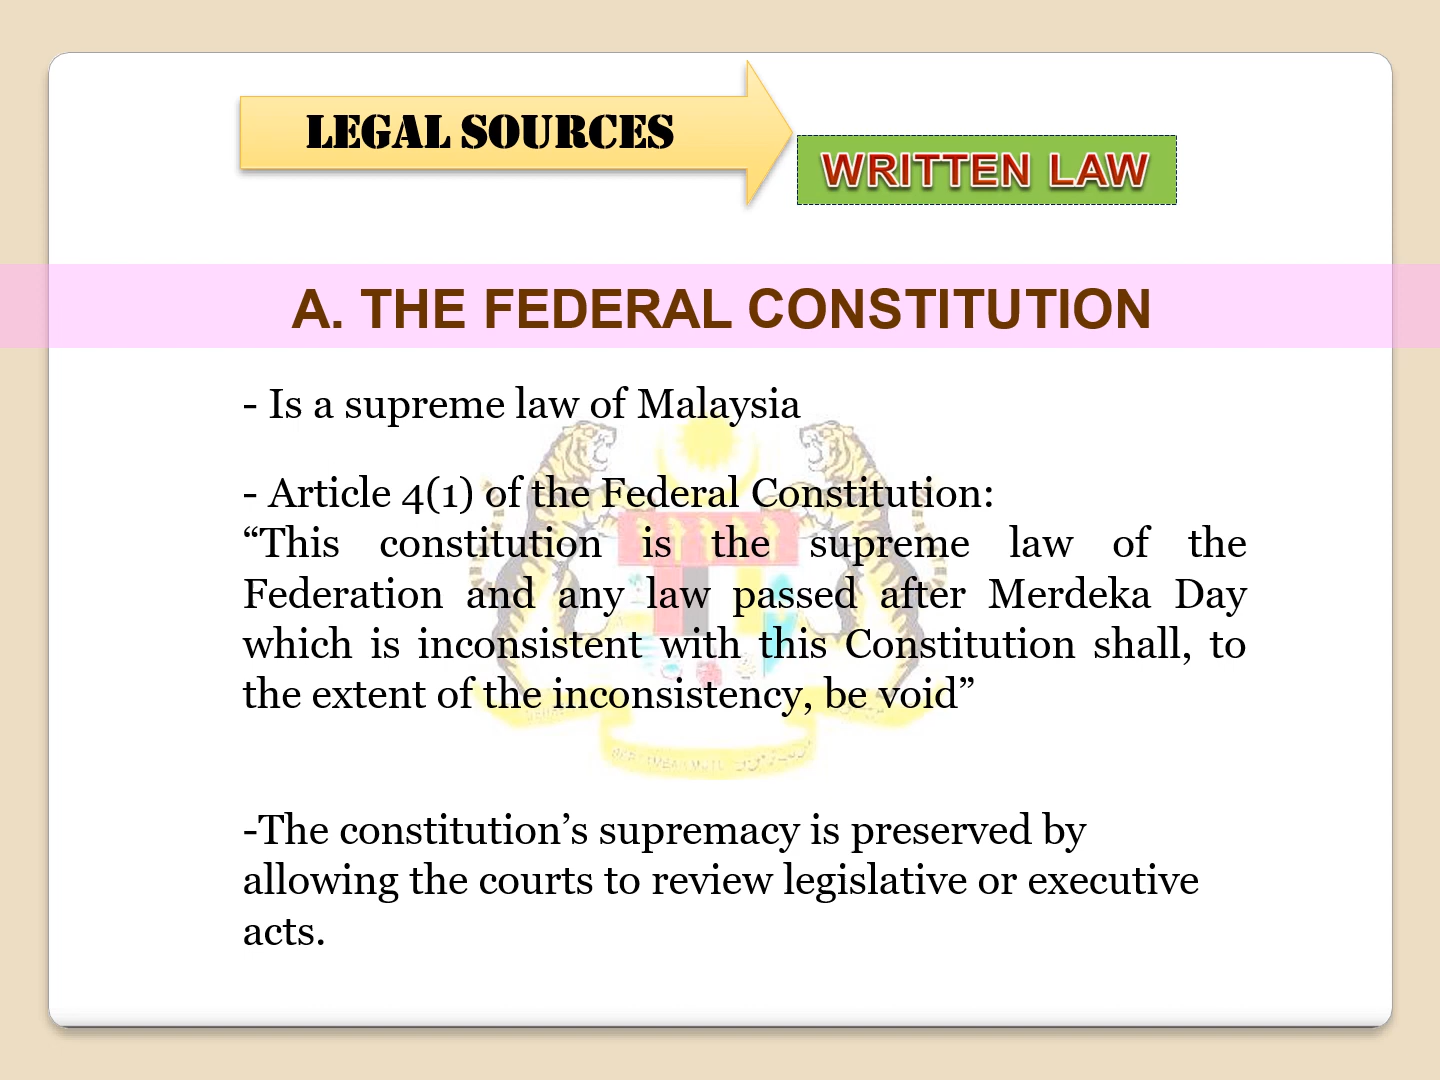 LEGAL SOURCES
WRITTEN LAW
A. THE FEDERAL CONSTITUTION
- Is a supreme law of Malaysia
- Article 4(1) of the Federal Constitution:
“This constitution is the supreme law of the
Federation and any law passed after Merdeka Day
which is inconsistent with this Constitution shall, to
the extent of the inconsistency, be void”
-The constitution’s supremacy is preserved by
allowing the courts to review legislative or executive
acts.